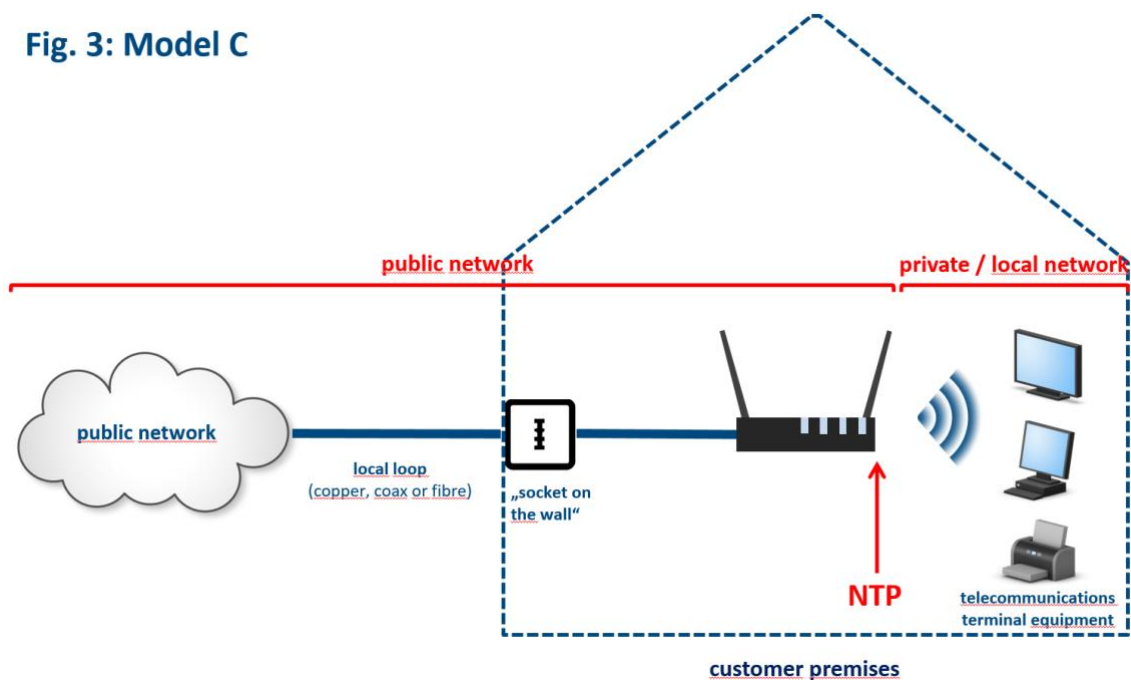 Fig. 3: Model C
public network
private / local network
public network
local loop
(copper, coax or fibre)
„socket on
the wall“
NTP
telecommunications
terminal equipment
customer premises